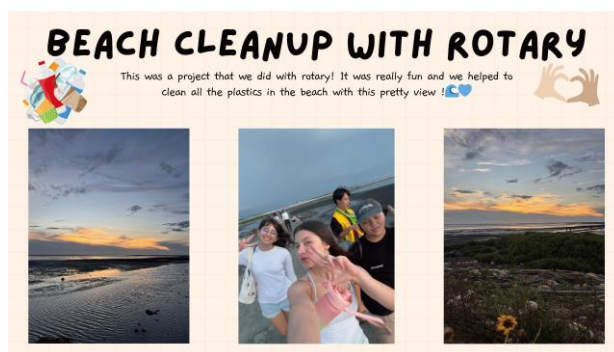 BEACH CLEANUP WITH ROTARY
This was a project that we did with rotary! It was really fun and we helped to
clean all the plastics in the beach with this pretty view !🌊💙